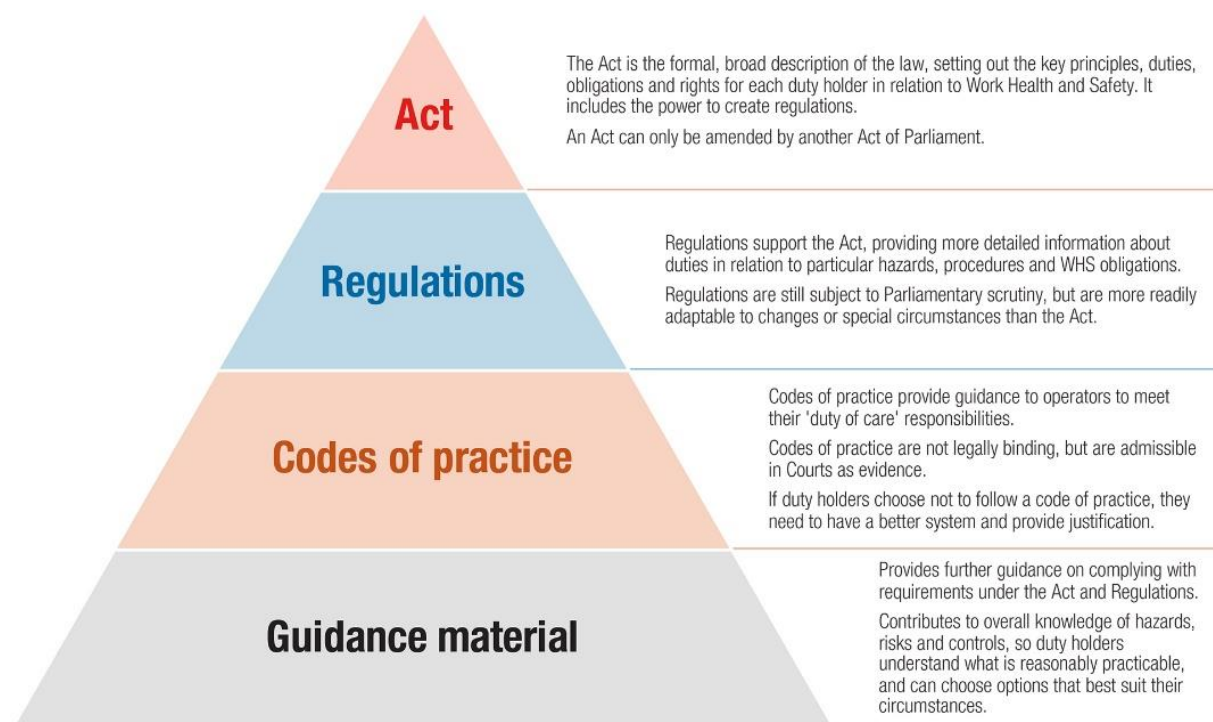 Act
The Act is the formal, broad description of the law, setting out the key principles, duties,
obligations and rights for each duty holder in relation to Work Health and Safety. It
includes the power to create regulations.
An Act can only be amended by another Act of Parliament.
Regulations
Regulations support the Act, providing more detailed information about
duties in relation to particular hazards, procedures and WHS obligations.
Regulations are still subject to Parliamentary scrutiny, but are more readily
adaptable to changes or special circumstances than the Act.
Codes of practice
Codes of practice provide guidance to operators to meet
their 'duty of care' responsibilities.
Codes of practice are not legally binding, but are admissible
in Courts as evidence.
If duty holders choose not to follow a code of practice, they
need to have a better system and provide justification.
Guidance material
Provides further guidance on complying with
requirements under the Act and Regulations.
Contributes to overall knowledge of hazards,
risks and controls, so duty holders
understand what is reasonably practicable,
and can choose options that best suit their
circumstances.